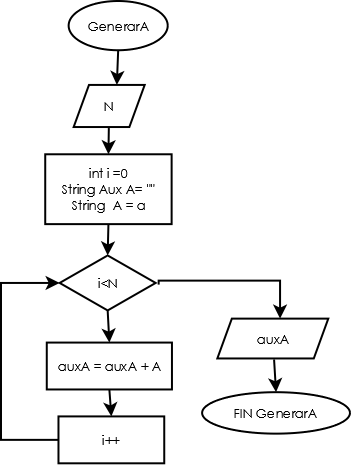 GenerarA
N
int i =0
String Aux A= ""
String A = a
i<N
auxA = auxA + A
i++
auxA
FIN GenerarA